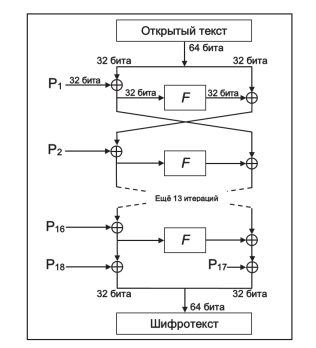 Открытый текст
64 бита
32 бита 32 бита
P1 32 бита 32 бита F 32 бита
P2 F
Ещё 13 итераций
P16 F
P18 P17
32 бита 32 бита
64 бита
Шифротекст